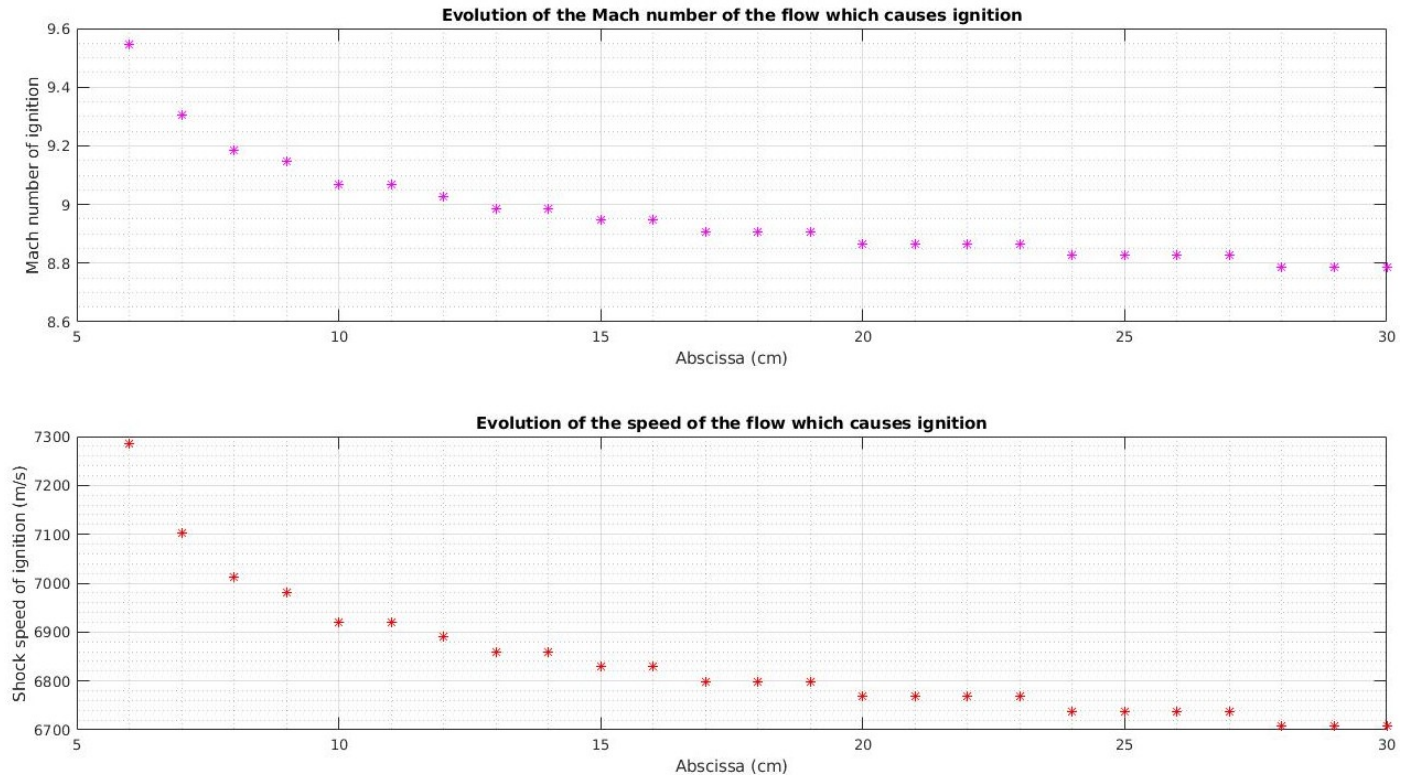 Evolution of the Mach number of the flow which causes ignition
9.6
9.4
9.2
9
8.8
8.6
Mach number of ignition
5 10 15 20 25 30
Abscissa (cm)
Evolution of the speed of the flow which causes ignition
7300
7200
7100
7000
6900
6800
6700
Shock speed of ignition (m/s)
5 10 15 20 25 30
Abscissa (cm)